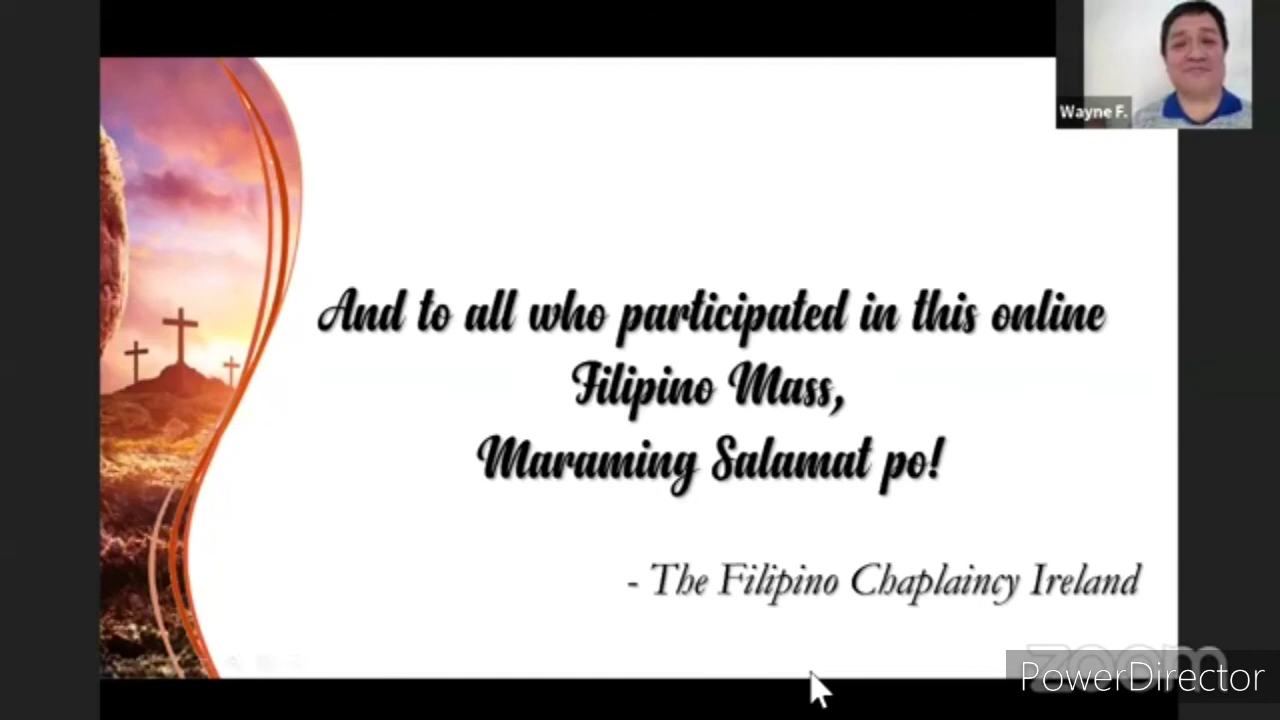 Wayne F.
And to all who participated in this online
Filipino Mass,
Maraming Salamat po!
- The Filipino Chaplaincy Ireland
zoom
PowerDirector